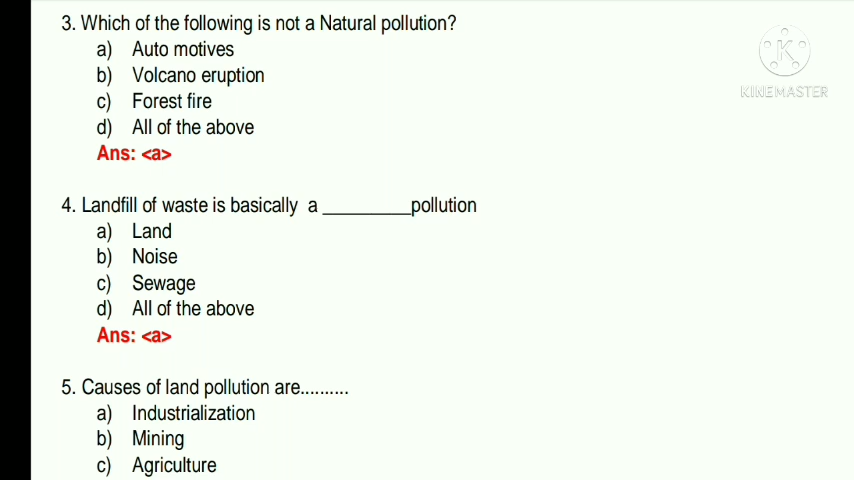 3. Which of the following is not a Natural pollution?
a) Auto motives
b) Volcano eruption
c) Forest fire
d) All of the above
Ans: <a>
4. Landfill of waste is basically a _________pollution
a) Land
b) Noise
c) Sewage
d) All of the above
Ans: <a>
5. Causes of land pollution are..........
a) Industrialization
b) Mining
c) Agriculture
K
KINEMASTER